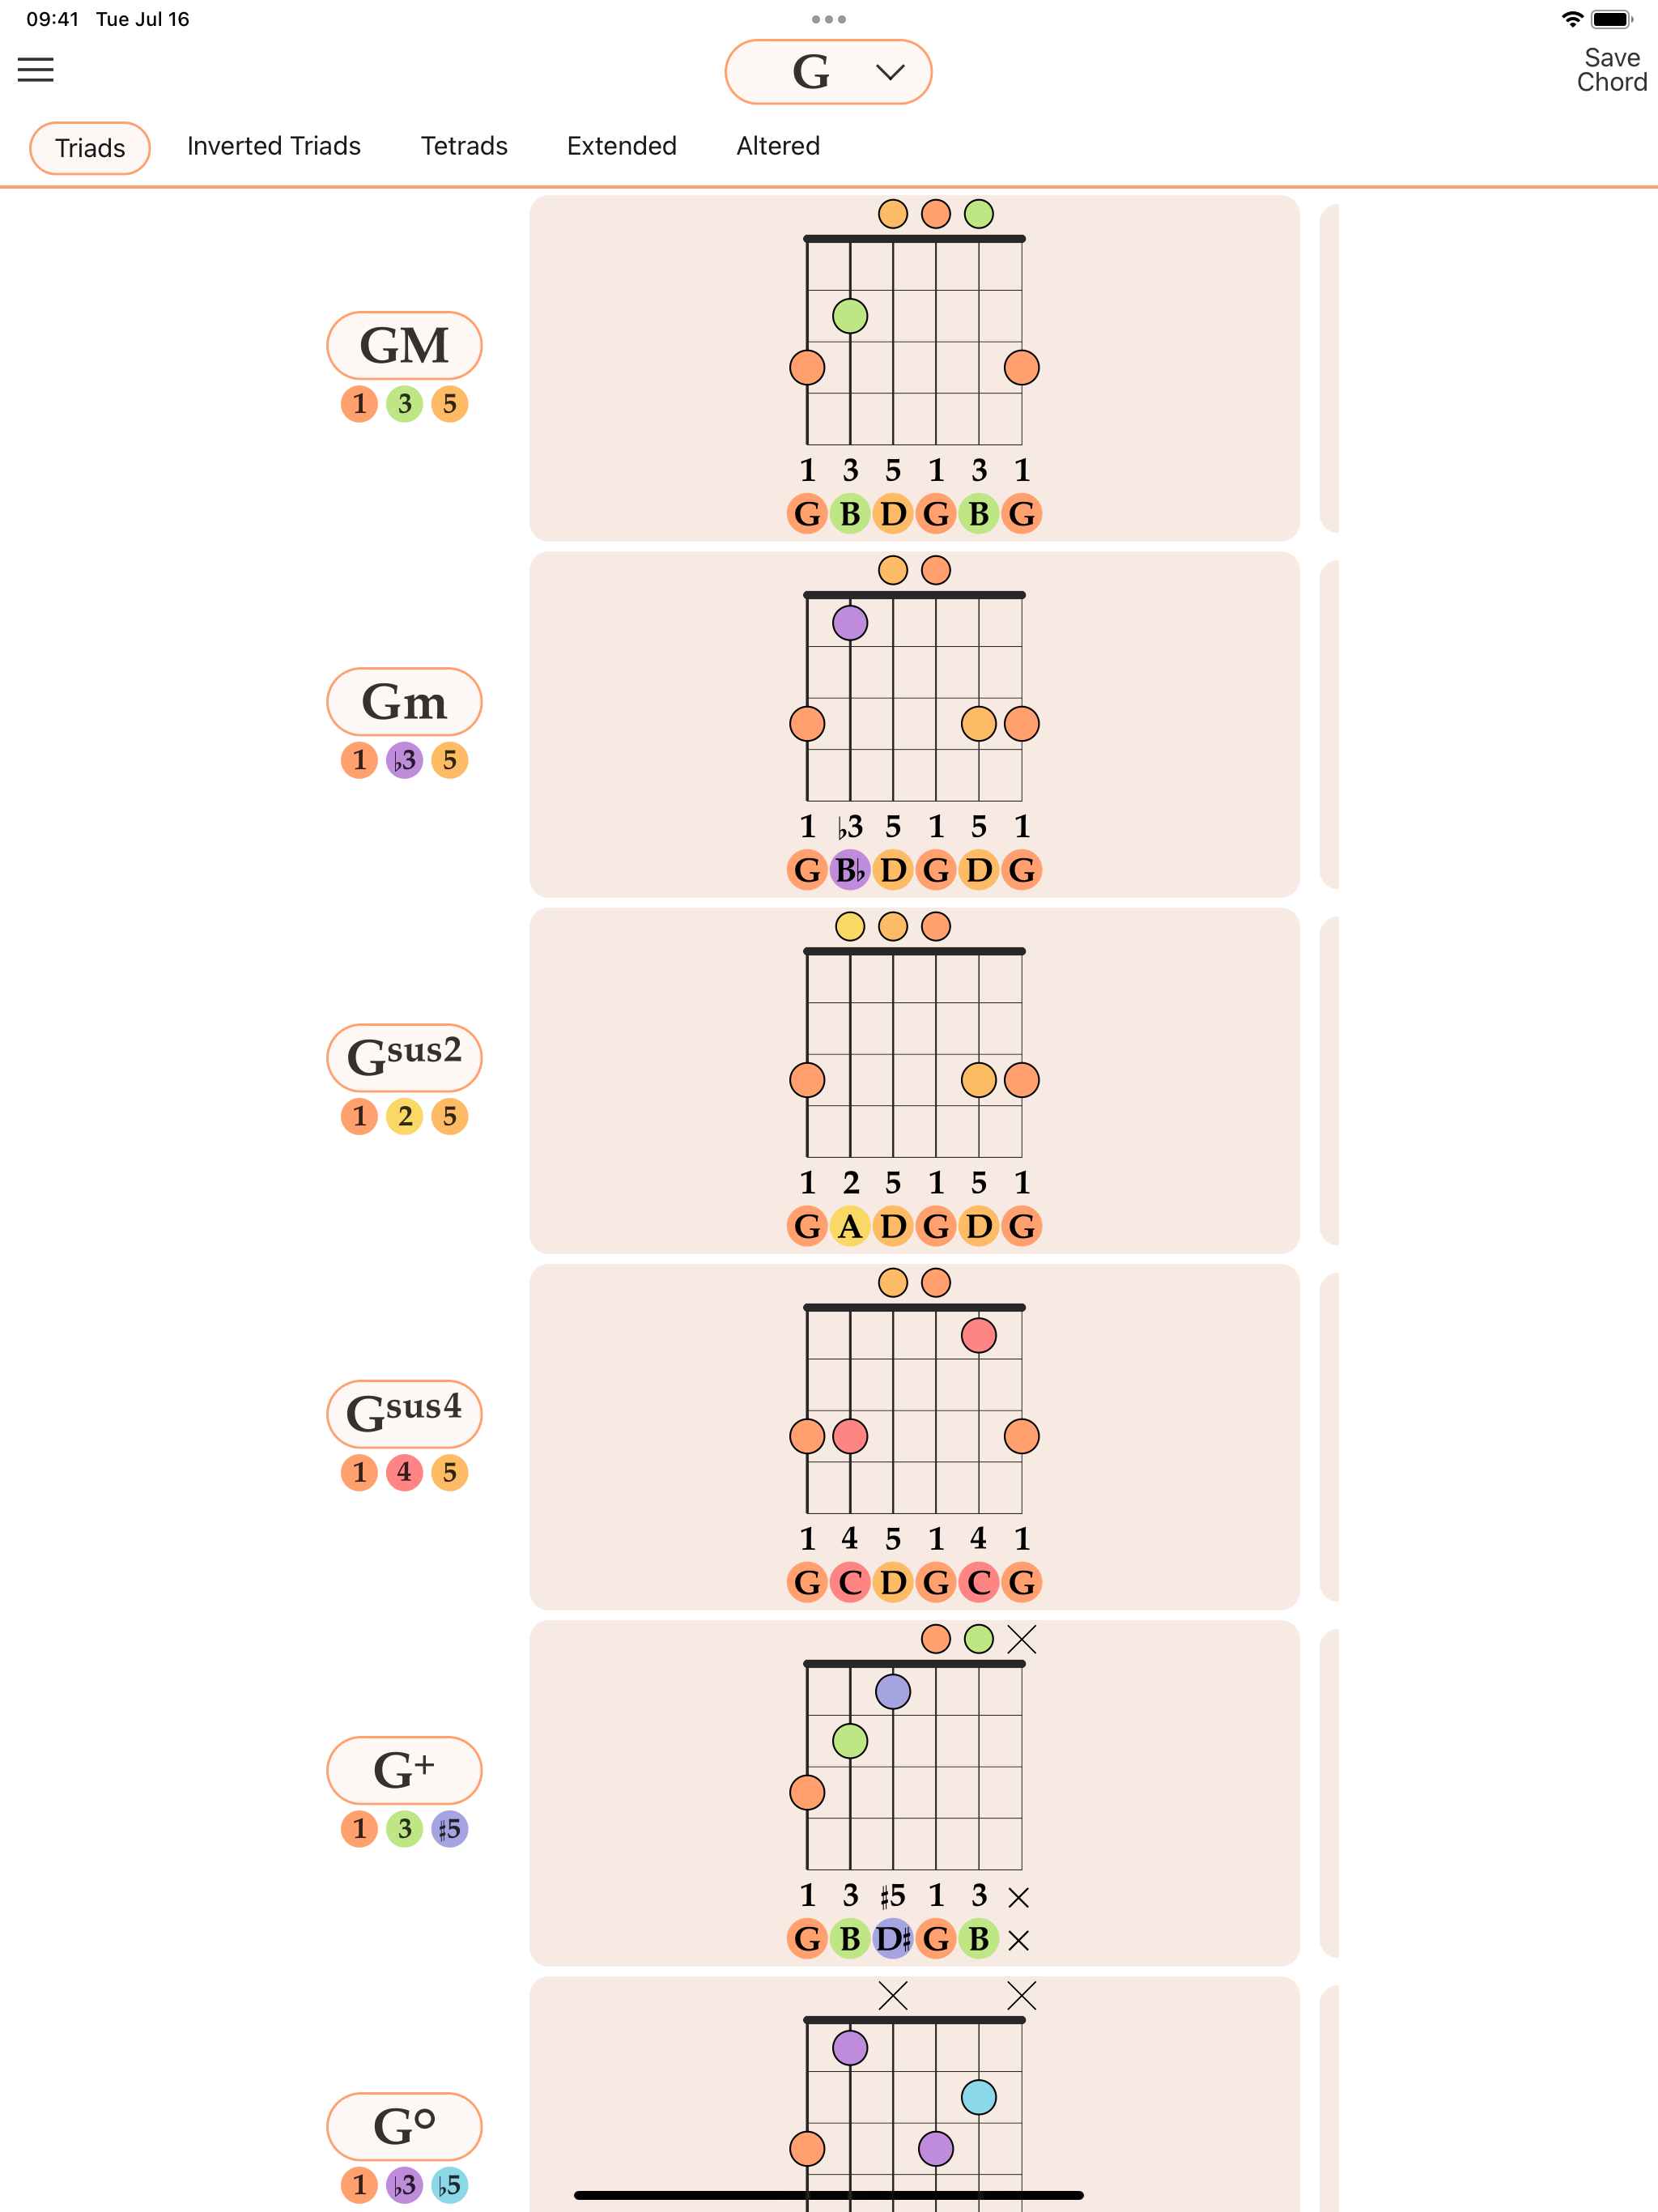 09:41 Tue Jul 16
G
Save
Chord
Triads Inverted Triads Tetrads Extended Altered
GM
1 3 5
1 3 5 1 3 1
G B D G B G
Gm
1 ♭3 5
1 ♭3 5 1 5 1
G B♭ D G D G
Gsus2
1 2 5
1 2 5 1 5 1
G A D G D G
Gsus4
1 4 5
1 4 5 1 4 1
G C D G C G
G+
1 3 ♯5
1 3 ♯5 1 3 ×
G B D♯ G B ×
G°
1 ♭3 ♭5